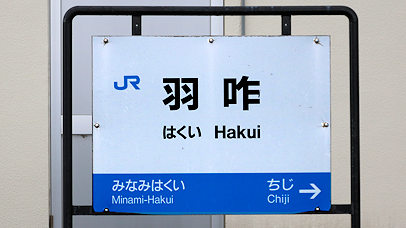 JR
羽咋
はくい Hakui
みなみはくい ちじ →
Minami-Hakui Chiji